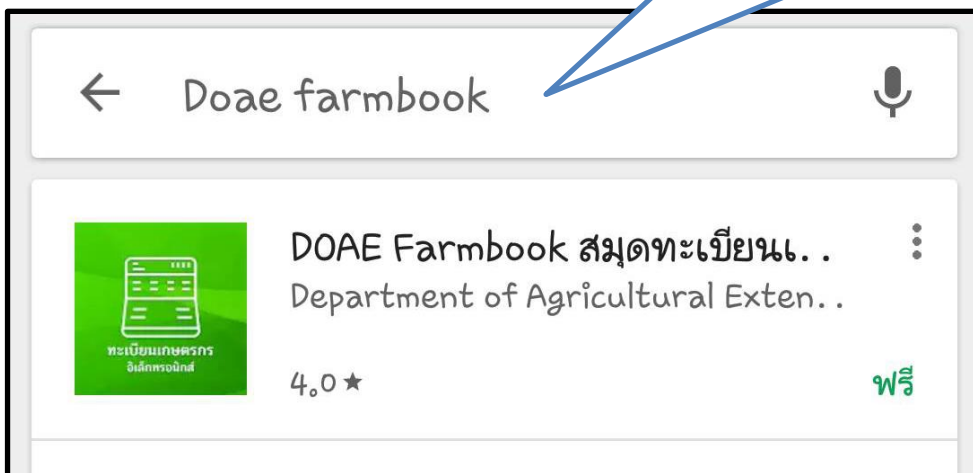 Doae farmbook
DOAE Farmbook สมุดทะเบียนเ. .
Department of Agricultural Exten. .
ทะเบียนเกษตรกร
อิเล็กทรอนิกส์
4.0 ★
ฟรี